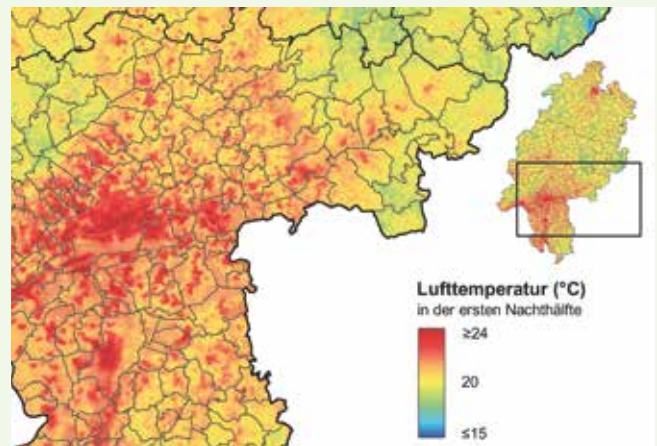 Lufttemperatur (°C)
in der ersten Nachthälfte
≥24
20
≤15